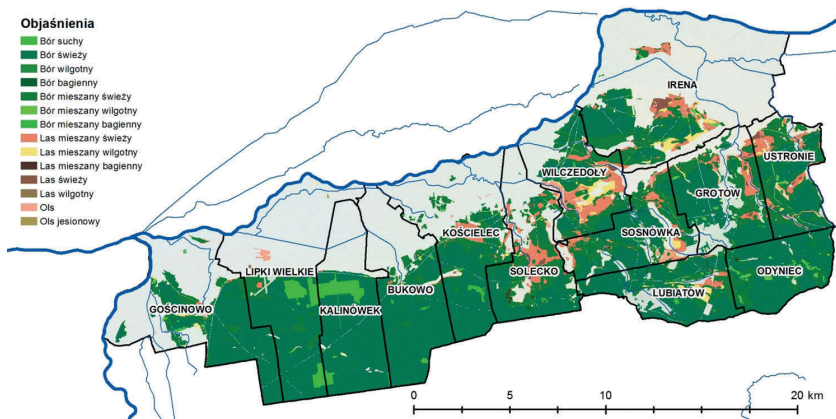 Objaśnienia
Bór suchy
Bór świeży
Bór wilgotny
Bór bagienny
Bór mieszany świeży
Bór mieszany wilgotny
Bór mieszany bagienny
Las mieszany świeży
Las mieszany wilgotny
Las mieszany bagienny
Las świeży
Las wilgotny
Ols
Ols jesionowy
IRENA
USTRONIE
WILCZEDOŁY
GROTÓW
KOŚCIELEC
SOSNÓWKA
LIPKI WIELKIE
SOLECKO
ODYNIEC
BUKOWO
LUBIATÓW
GOŚCINOWO
KALINÓWEK
0 5 10 20 km